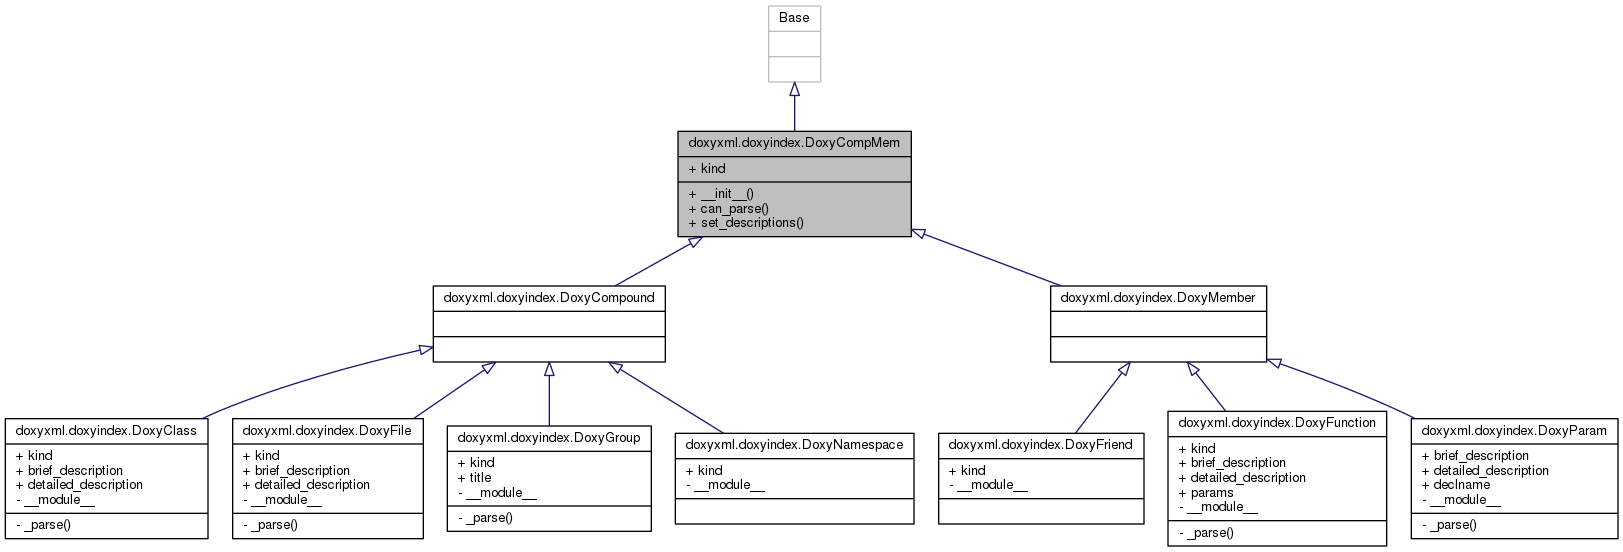 Base
doxyxml.doxyindex.DoxyCompMem
+ kind
+ __init__()
+ can_parse()
+ set_descriptions()
doxyxml.doxyindex.DoxyCompound
doxyxml.doxyindex.DoxyMember
doxyxml.doxyindex.DoxyClass
+ kind
+ brief_description
+ detailed_description
- __module__
- _parse()
doxyxml.doxyindex.DoxyFile
+ kind
+ brief_description
+ detailed_description
- __module__
- _parse()
doxyxml.doxyindex.DoxyGroup
+ kind
+ title
- __module__
- _parse()
doxyxml.doxyindex.DoxyNamespace
+ kind
- __module__
doxyxml.doxyindex.DoxyFriend
+ kind
- __module__
doxyxml.doxyindex.DoxyFunction
+ kind
+ brief_description
+ detailed_description
+ params
- __module__
- _parse()
doxyxml.doxyindex.DoxyParam
+ brief_description
+ detailed_description
+ declname
- __module__
- _parse()